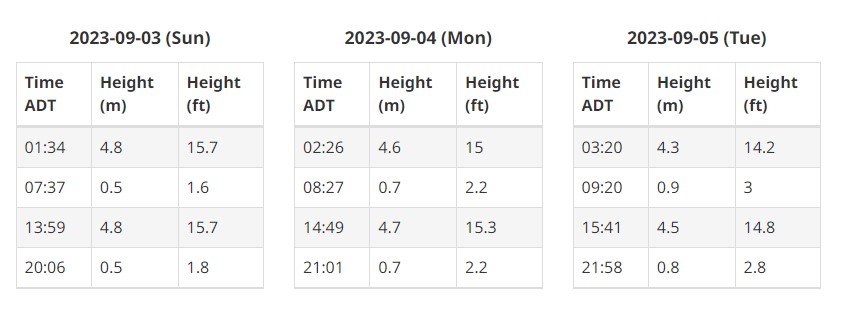 2023-09-03 (Sun)
Time ADT Height (m) Height (ft)
01:34 4.8 15.7
07:37 0.5 1.6
13:59 4.8 15.7
20:06 0.5 1.8
2023-09-04 (Mon)
Time ADT Height (m) Height (ft)
02:26 4.6 15
08:27 0.7 2.2
14:49 4.7 15.3
21:01 0.7 2.2
2023-09-05 (Tue)
Time ADT Height (m) Height (ft)
03:20 4.3 14.2
09:20 0.9 3
15:41 4.5 14.8
21:58 0.8 2.8